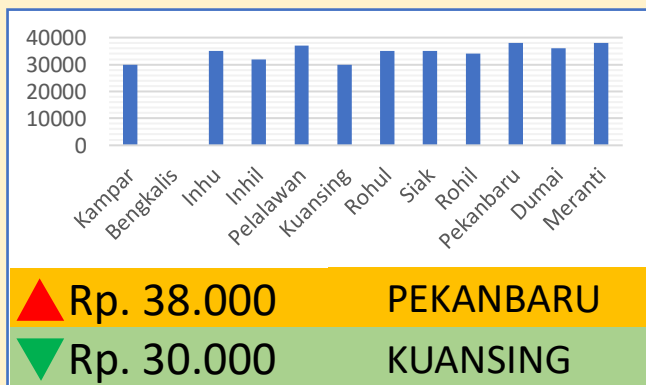 40000
30000
20000
10000
0
Kampar
Bengkalis
Inhu
Inhil
Pelalawan
Kuansing
Rohul
Siak
Rohil
Pekanbaru
Dumai
Meranti
Rp. 38.000 PEKANBARU
Rp. 30.000 KUANSING